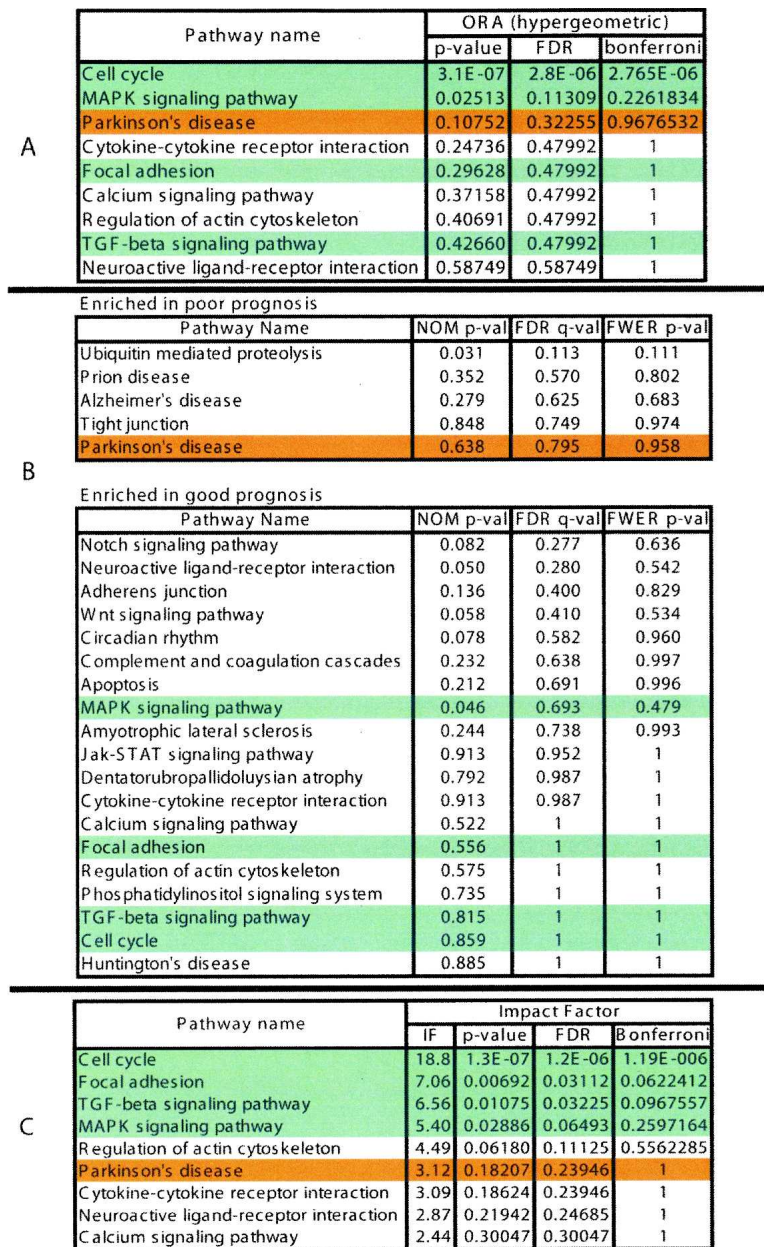 A
Pathway name ORA (hypergeometric)
p-value FDR bonferroni
Cell cycle 3.1E-07 2.8E-06 2.765E-06
MAPK signaling pathway 0.02513 0.11309 0.2261834
Parkinson's disease 0.10752 0.32255 0.9676532
Cytokine-cytokine receptor interaction 0.24736 0.47992 1
Focal adhesion 0.29628 0.47992 1
Calcium signaling pathway 0.37158 0.47992 1
Regulation of actin cytoskeleton 0.40691 0.47992 1
TGF-beta signaling pathway 0.42660 0.47992 1
Neuroactive ligand-receptor interaction 0.58749 0.58749 1
B
Enriched in poor prognosis
Pathway Name NOM p-val FDR q-val FWER p-val
Ubiquitin mediated proteolysis 0.031 0.113 0.111
Prion disease 0.352 0.570 0.802
Alzheimer's disease 0.279 0.625 0.683
Tight junction 0.848 0.749 0.974
Parkinson's disease 0.638 0.795 0.958
Enriched in good prognosis
Pathway Name NOM p-val FDR q-val FWER p-val
Notch signaling pathway 0.082 0.277 0.636
Neuroactive ligand-receptor interaction 0.050 0.280 0.542
Adherens junction 0.136 0.400 0.829
Wnt signaling pathway 0.058 0.410 0.534
Circadian rhythm 0.078 0.582 0.960
Complement and coagulation cascades 0.232 0.638 0.997
Apoptosis 0.212 0.691 0.996
MAPK signaling pathway 0.046 0.693 0.479
Amyotrophic lateral sclerosis 0.244 0.738 0.993
Jak-STAT signaling pathway 0.913 0.952 1
Dentatorubropallidoluysian atrophy 0.792 0.987 1
Cytokine-cytokine receptor interaction 0.913 0.987 1
Calcium signaling pathway 0.522 1 1
Focal adhesion 0.556 1 1
Regulation of actin cytoskeleton 0.575 1 1
Phosphatidylinositol signaling system 0.735 1 1
TGF-beta signaling pathway 0.815 1 1
Cell cycle 0.859 1 1
Huntington's disease 0.885 1 1
C
Pathway name Impact Factor
IF p-value FDR Bonferroni
Cell cycle 18.8 1.3E-07 1.2E-06 1.19E-006
Focal adhesion 7.06 0.00692 0.03112 0.0622412
TGF-beta signaling pathway 6.56 0.01075 0.03225 0.0967557
MAPK signaling pathway 5.40 0.02886 0.06493 0.2597164
Regulation of actin cytoskeleton 4.49 0.06180 0.11125 0.5562285
Parkinson's disease 3.12 0.18207 0.23946 1
Cytokine-cytokine receptor interaction 3.09 0.18624 0.23946 1
Neuroactive ligand-receptor interaction 2.87 0.21942 0.24685 1
Calcium signaling pathway 2.44 0.30047 0.30047 1